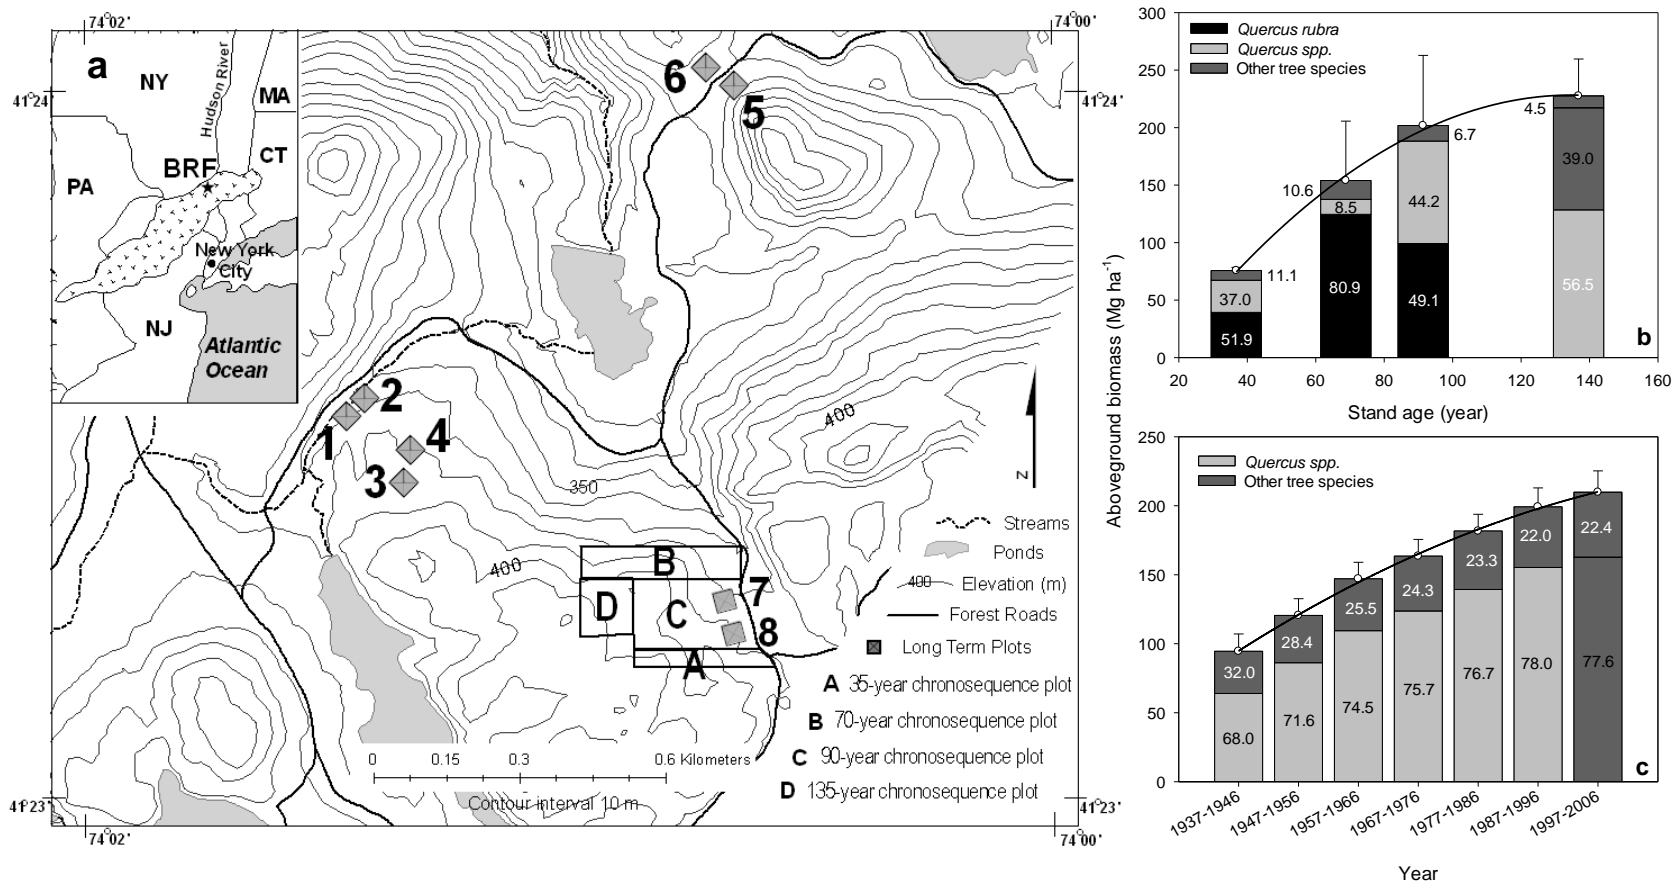 74°02'
74°00'
a
NY
MA
Hudson River
41°24'
41°24'
BRF
CT
PA
New York
City
NJ
Atlantic
Ocean
6
5
2
1
4
3
350
400
400
B
D
C
7
8
A
z
Streams
Ponds
400 Elevation (m)
Forest Roads
Long Term Plots
A 35-year chronosequence plot
B 70-year chronosequence plot
C 90-year chronosequence plot
D 135-year chronosequence plot
0 0.15 0.3 0.6 Kilometers
Contour interval 10 m
41°23'
41°23'
74°02'
74°00'
Aboveground biomass (Mg ha-1)
300
250
200
150
100
50
0
Quercus rubra
Quercus spp.
Other tree species
11.1
37.0
51.9
10.6
8.5
80.9
6.7
44.2
49.1
4.5
39.0
56.5
b
20 40 60 80 100 120 140 160
Stand age (year)
250
200
150
100
50
0
Quercus spp.
Other tree species
32.0
68.0
28.4
71.6
25.5
74.5
24.3
75.7
23.3
76.7
22.0
78.0
22.4
77.6
c
1937-1946
1947-1956
1957-1966
1967-1976
1977-1986
1987-1996
1997-2006
Year